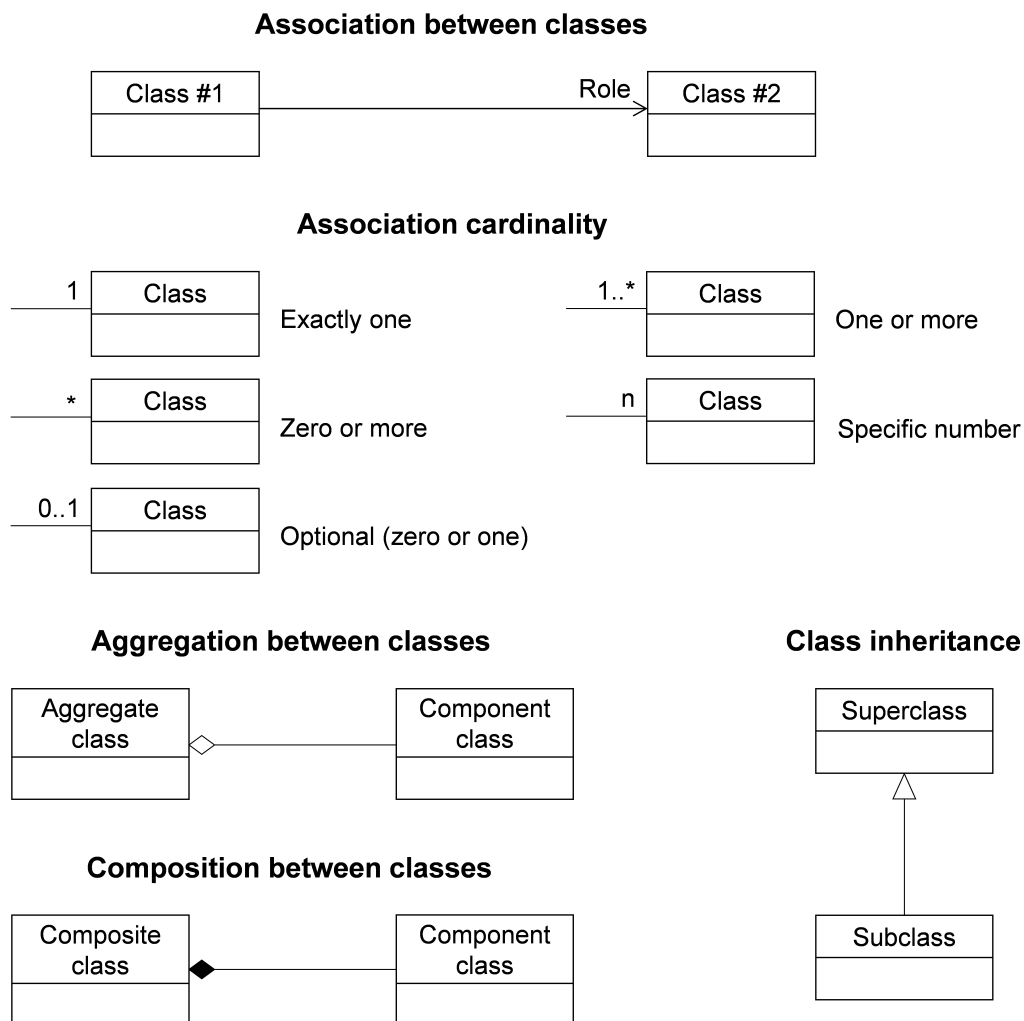 Association between classes
Class #1
Role
Class #2
Association cardinality
1
Class
Exactly one
1..*
Class
One or more
*
Class
Zero or more
n
Class
Specific number
0..1
Class
Optional (zero or one)
Aggregation between classes
Class inheritance
Aggregate
class
Component
class
Superclass
Composition between classes
Composite
class
Component
class
Subclass